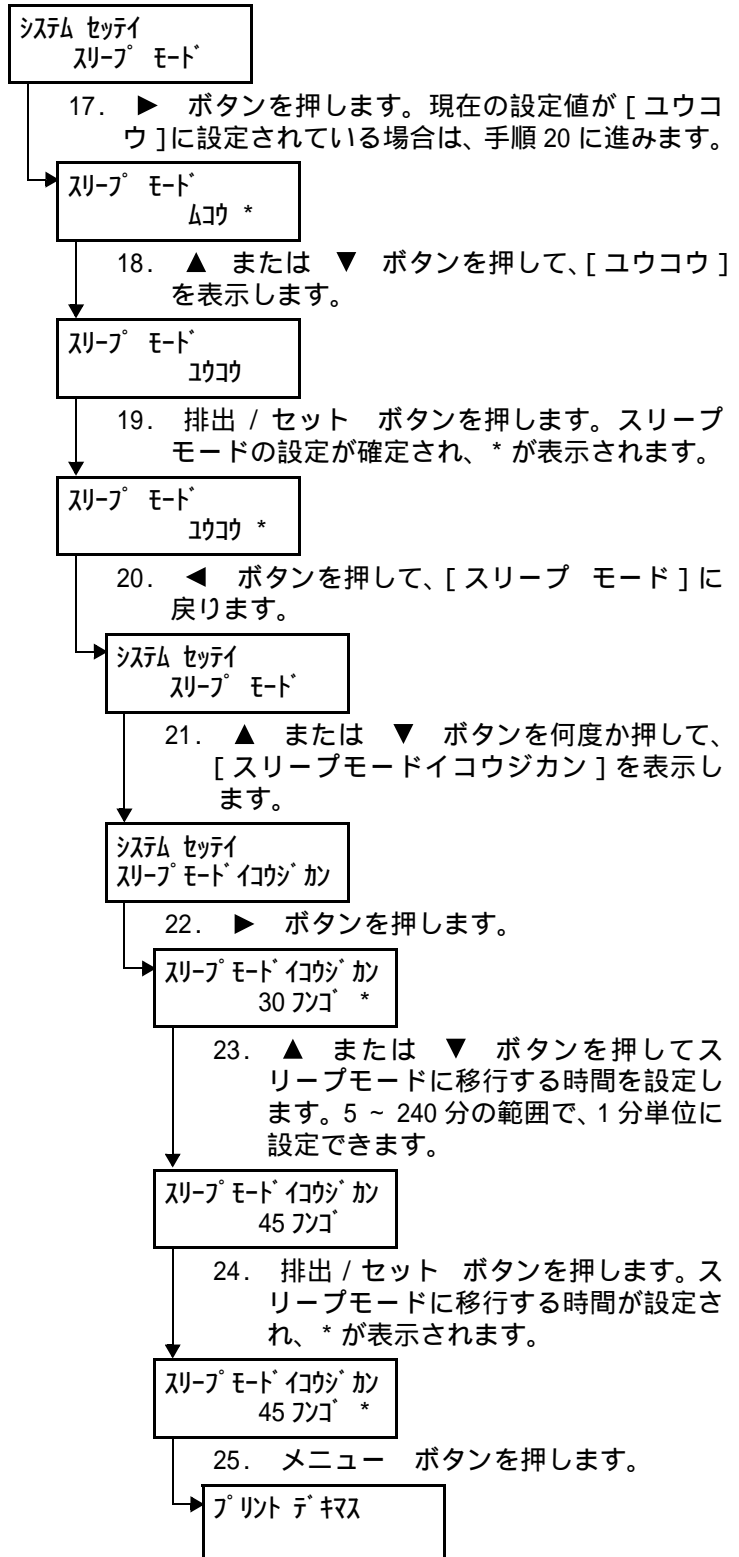 ｼｽﾃﾑ ｾｯﾃｲ
ｽﾘｰﾌﾟ ﾓｰﾄﾞ
17. ▶ ボタンを押します。現在の設定値が [ ユウコ
ウ ]に設定されている場合は、手順 20 に進みます。
ｽﾘｰﾌﾟ ﾓｰﾄﾞ
ﾑｺｳ *
18. ▲ または ▼ ボタンを押して、[ ユウコウ ]
を表示します。
ｽﾘｰﾌﾟ ﾓｰﾄﾞ
ﾕｳｺｳ
19. 排出 / セット ボタンを押します。スリープ
モードの設定が確定され、* が表示されます。
ｽﾘｰﾌﾟ ﾓｰﾄﾞ
ﾕｳｺｳ *
20. ◀ ボタンを押して、[ スリープ モード ] に
戻ります。
ｼｽﾃﾑ ｾｯﾃｲ
ｽﾘｰﾌﾟ ﾓｰﾄﾞ
21. ▲ または ▼ ボタンを何度か押して、
[ スリープモードイコウジカン ] を表示し
ます。
ｼｽﾃﾑ ｾｯﾃｲ
ｽﾘｰﾌﾟﾓｰﾄﾞｲｺｳｼﾞｶﾝ
22. ▶ ボタンを押します。
ｽﾘｰﾌﾟﾓｰﾄﾞｲｺｳｼﾞｶﾝ
30 ﾌﾝｺﾞ *
23. ▲ または ▼ ボタンを押してス
リープモードに移行する時間を設定し
ます。5 ~ 240 分の範囲で、1 分単位に
設定できます。
ｽﾘｰﾌﾟﾓｰﾄﾞｲｺｳｼﾞｶﾝ
45 ﾌﾝｺﾞ
24. 排出 / セット ボタンを押します。ス
リープモードに移行する時間が設定さ
れ、* が表示されます。
ｽﾘｰﾌﾟﾓｰﾄﾞｲｺｳｼﾞｶﾝ
45 ﾌﾝｺﾞ *
25. メニュー ボタンを押します。
ﾌﾟﾘﾝﾄ ﾃﾞｷﾏｽ